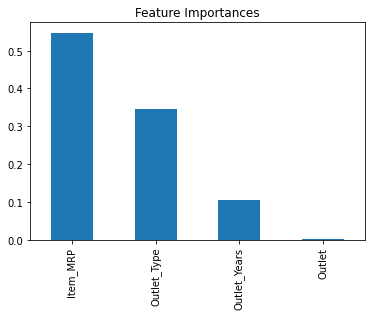 Feature Importances
0.5
0.4
0.3
0.2
0.1
0.0
Item_MRP
Outlet_Type
Outlet_Years
Outlet